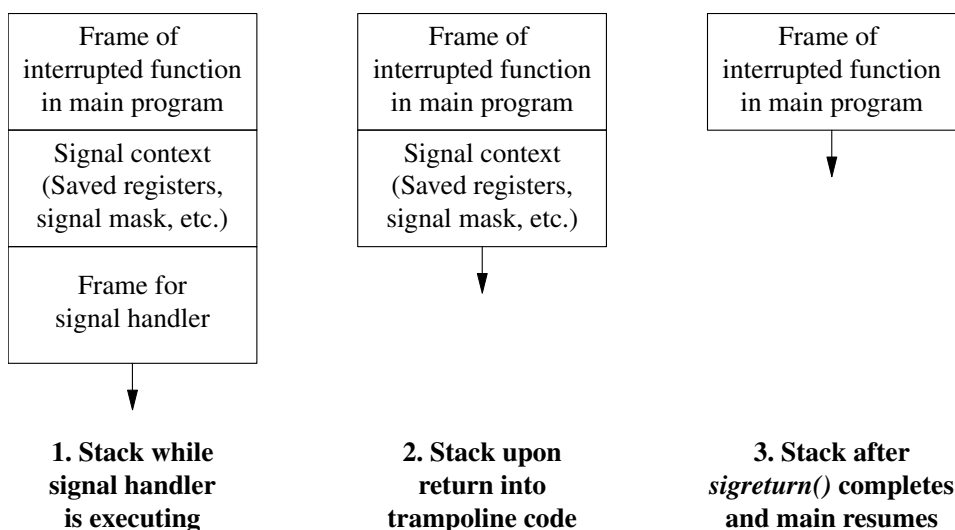 Frame of
interrupted function
in main program
Signal context
(Saved registers,
signal mask, etc.)
Frame for
signal handler
1. Stack while
signal handler
is executing
Frame of
interrupted function
in main program
Signal context
(Saved registers,
signal mask, etc.)
2. Stack upon
return into
trampoline code
Frame of
interrupted function
in main program
3. Stack after
sigreturn() completes
and main resumes